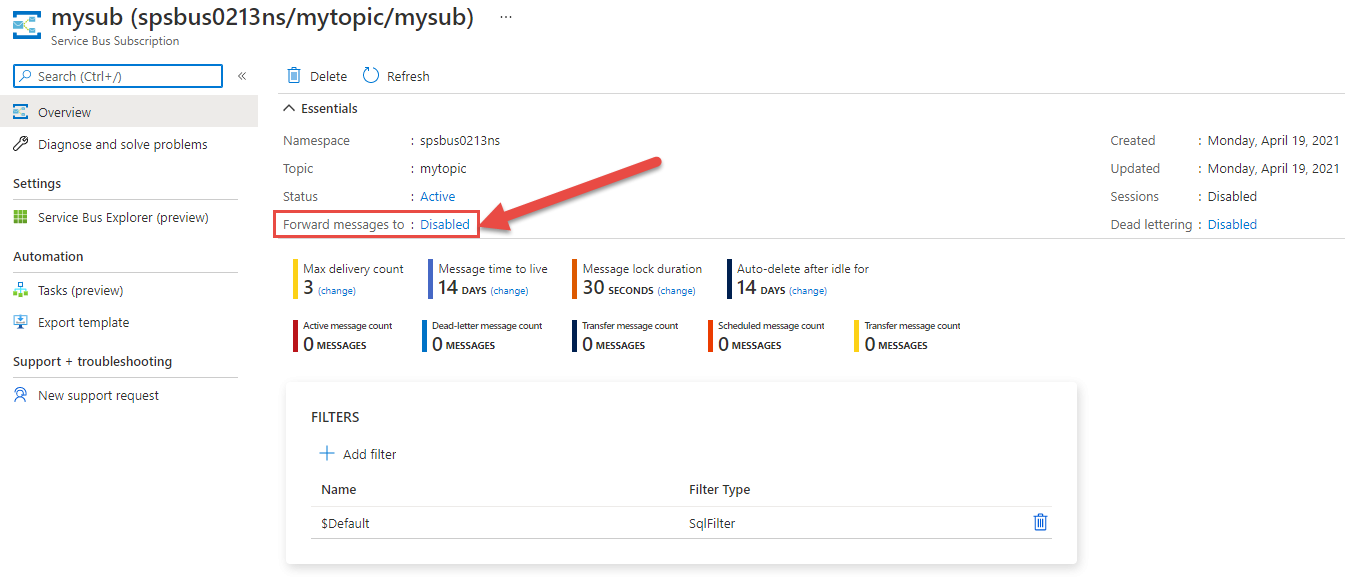 mysub (spsbus0213ns/mytopic/mysub) ...
Service Bus Subscription
Search (Ctrl+/) «
Overview
Diagnose and solve problems
Settings
Service Bus Explorer (preview)
Automation
Tasks (preview)
Export template
Support + troubleshooting
New support request
Delete Refresh
Essentials
Namespace : spsbus0213ns
Topic : mytopic
Status : Active
Forward messages to : Disabled
Created : Monday, April 19, 2021
Updated : Monday, April 19, 2021
Sessions : Disabled
Dead lettering : Disabled
Max delivery count
3 (change)
Message time to live
14 DAYS (change)
Message lock duration
30 SECONDS (change)
Auto-delete after idle for
14 DAYS (change)
Active message count
0 MESSAGES
Dead-letter message count
0 MESSAGES
Transfer message count
0 MESSAGES
Scheduled message count
0 MESSAGES
Transfer message count
0 MESSAGES
FILTERS
+ Add filter
Name Filter Type
$Default SqlFilter